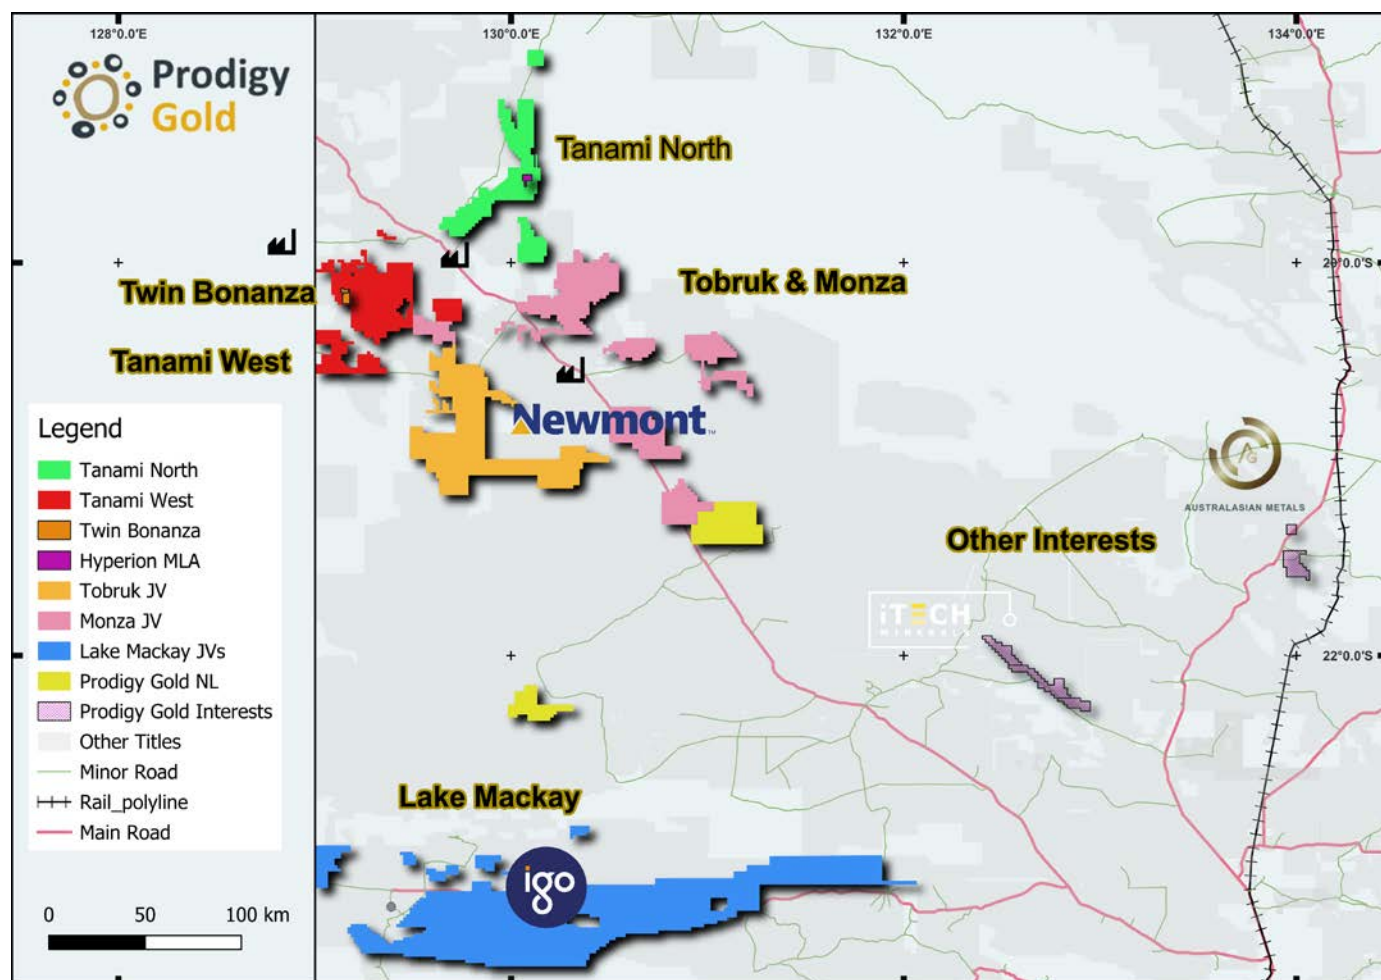 128°0.0'E
130°0.0'E
132°0.0'E
134°0.0'E
Prodigy
Gold
Tanami North
20°0.0'S
Twin Bonanza
Tobruk & Monza
Tanami West
Newmont™
Legend
Tanami North
Tanami West
Twin Bonanza
Hyperion MLA
Tobruk JV
Monza JV
Lake Mackay JVs
Prodigy Gold NL
Prodigy Gold Interests
Other Titles
Minor Road
Rail_polyline
Main Road
AUSTRALASIAN METALS
Other Interests
iTECH
MINERALS
22°0.0'S
Lake Mackay
igo
0 50 100 km